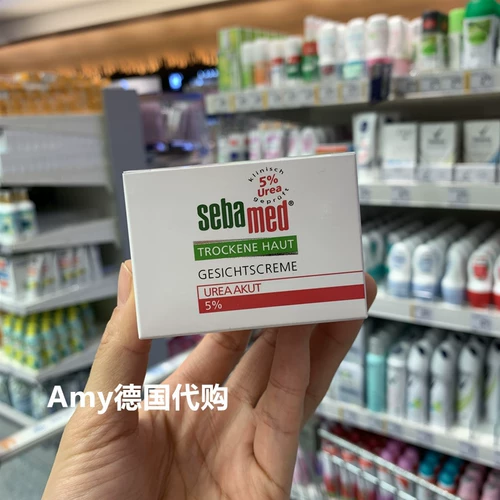 Klinisch
5%
Urea
geprüft
sebamed®
TROCKENE HAUT
GESICHTSCREME
UREA AKUT
5%
Amy德国代购